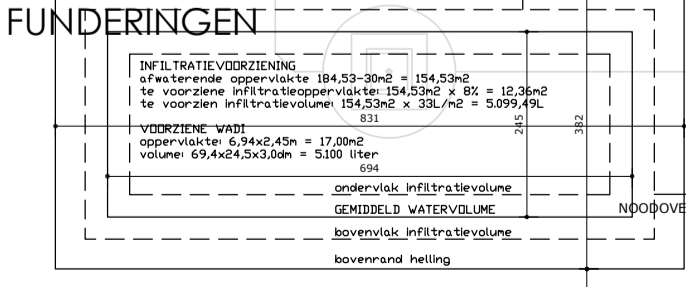 FUNDERINGEN
INFILTRATIEVOORZIENING
afwaterende oppervlakte 184,53-30m2 = 154,53m2
te voorziene infiltratieoppervlakte: 154,53m2 x 8% = 12,36m2
te voorzien infiltratievolume: 154,53m2 x 33L/m2 = 5.099,49L
831
245
332
VOORZIENE WADI
oppervlakte: 6,94x2,45m = 17,00m2
volume: 69,4x24,5x3,0dm = 5.100 liter
694
ondervlak infiltratievolume
GEMIDDELD WATERVOLUME
NOODOVE
bovenvlak infiltratievolume
bovenrand helling